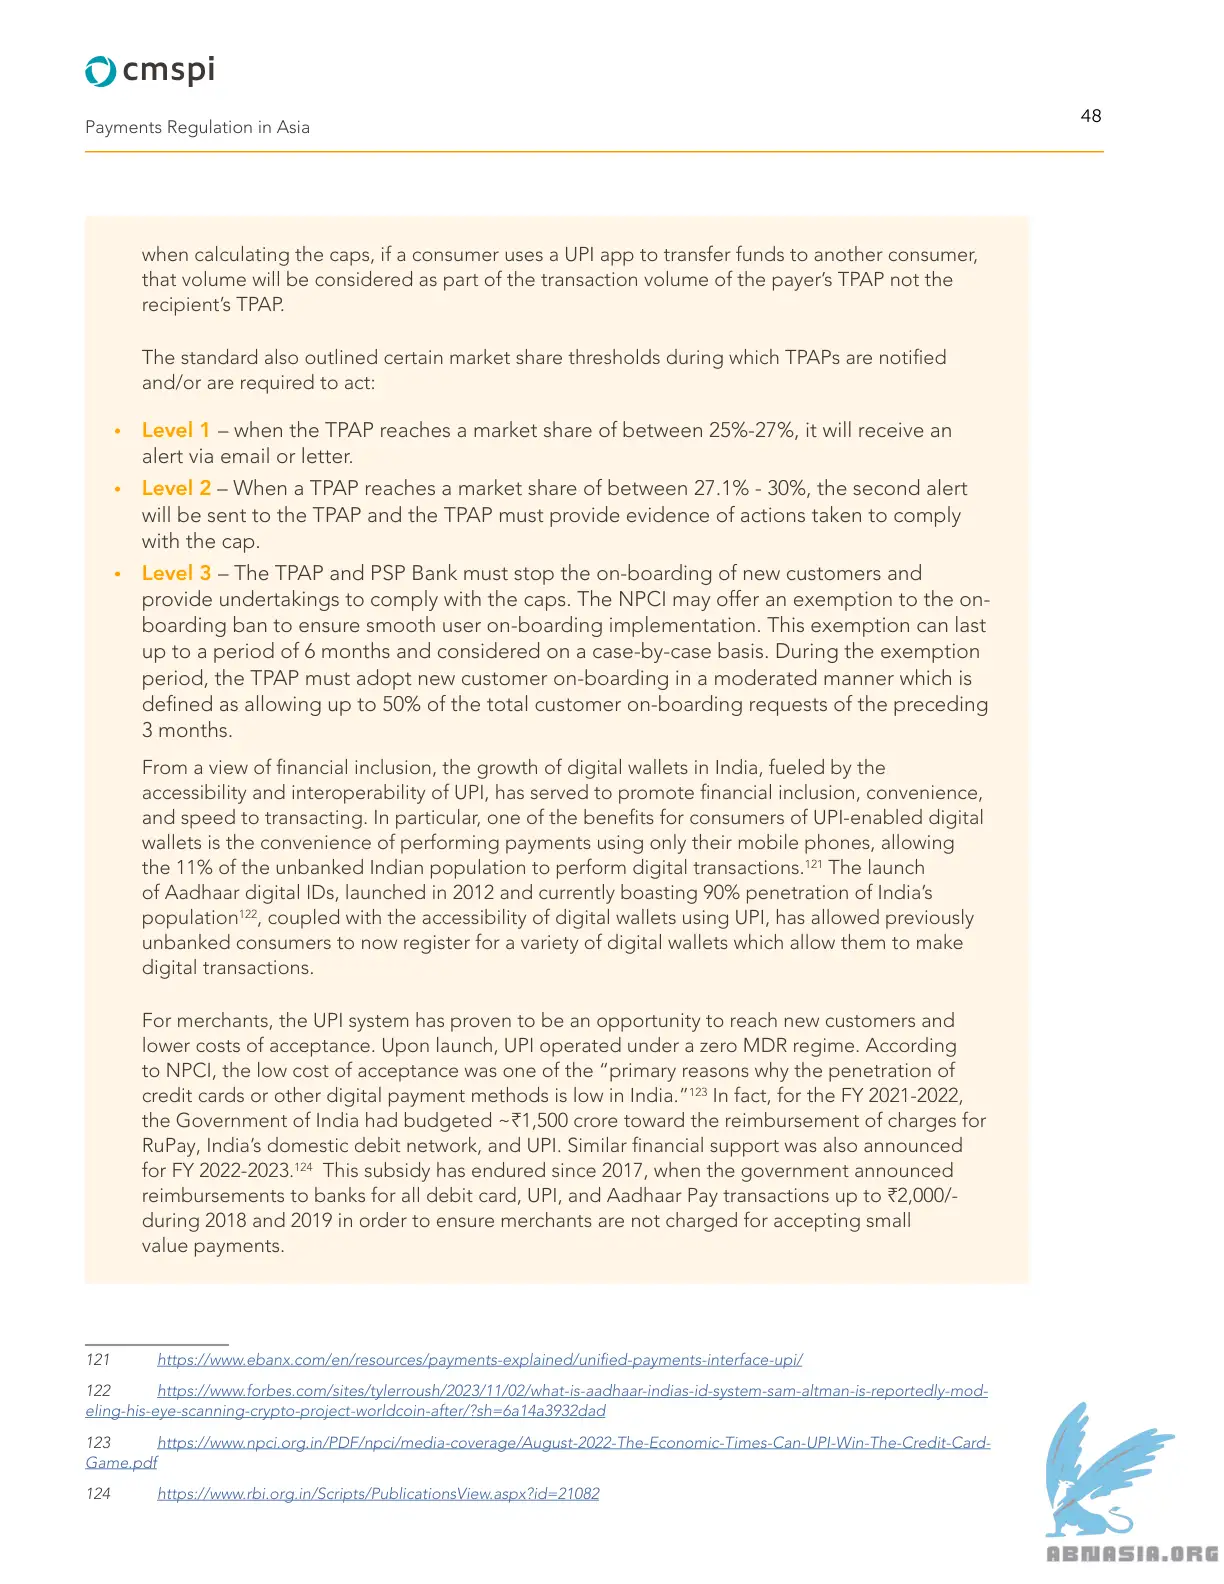 cmspi
Payments Regulation in Asia
48
when calculating the caps, if a consumer uses a UPI app to transfer funds to another consumer,
that volume will be considered as part of the transaction volume of the payer’s TPAP not the
recipient’s TPAP.
The standard also outlined certain market share thresholds during which TPAPs are notified
and/or are required to act:
• Level 1 – when the TPAP reaches a market share of between 25%-27%, it will receive an
alert via email or letter.
• Level 2 – When a TPAP reaches a market share of between 27.1% - 30%, the second alert
will be sent to the TPAP and the TPAP must provide evidence of actions taken to comply
with the cap.
• Level 3 – The TPAP and PSP Bank must stop the on-boarding of new customers and
provide undertakings to comply with the caps. The NPCI may offer an exemption to the on-
boarding ban to ensure smooth user on-boarding implementation. This exemption can last
up to a period of 6 months and considered on a case-by-case basis. During the exemption
period, the TPAP must adopt new customer on-boarding in a moderated manner which is
defined as allowing up to 50% of the total customer on-boarding requests of the preceding
3 months.
From a view of financial inclusion, the growth of digital wallets in India, fueled by the
accessibility and interoperability of UPI, has served to promote financial inclusion, convenience,
and speed to transacting. In particular, one of the benefits for consumers of UPI-enabled digital
wallets is the convenience of performing payments using only their mobile phones, allowing
the 11% of the unbanked Indian population to perform digital transactions.121 The launch
of Aadhaar digital IDs, launched in 2012 and currently boasting 90% penetration of India’s
population122, coupled with the accessibility of digital wallets using UPI, has allowed previously
unbanked consumers to now register for a variety of digital wallets which allow them to make
digital transactions.
For merchants, the UPI system has proven to be an opportunity to reach new customers and
lower costs of acceptance. Upon launch, UPI operated under a zero MDR regime. According
to NPCI, the low cost of acceptance was one of the “primary reasons why the penetration of
credit cards or other digital payment methods is low in India.”123 In fact, for the FY 2021-2022,
the Government of India had budgeted ~₹1,500 crore toward the reimbursement of charges for
RuPay, India’s domestic debit network, and UPI. Similar financial support was also announced
for FY 2022-2023.124 This subsidy has endured since 2017, when the government announced
reimbursements to banks for all debit card, UPI, and Aadhaar Pay transactions up to ₹2,000/-
during 2018 and 2019 in order to ensure merchants are not charged for accepting small
value payments.
121 https://www.ebanx.com/en/resources/payments-explained/unified-payments-interface-upi/
122 https://www.forbes.com/sites/tylerroush/2023/11/02/what-is-aadhaar-indias-id-system-sam-altman-is-reportedly-mod-
eling-his-eye-scanning-crypto-project-worldcoin-after/?sh=6a14a3932dad
123 https://www.npci.org.in/PDF/npci/media-coverage/August-2022-The-Economic-Times-Can-UPI-Win-The-Credit-Card-
Game.pdf
124 https://www.rbi.org.in/Scripts/PublicationsView.aspx?id=21082
ABNASIA.ORG